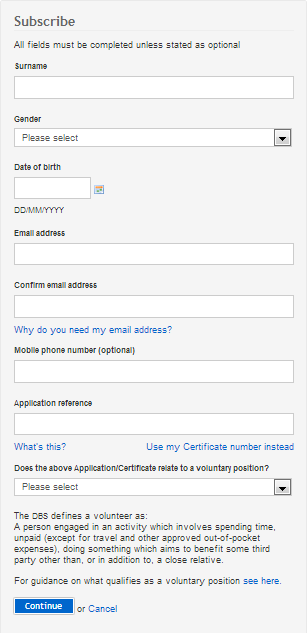 Subscribe
All fields must be completed unless stated as optional
Surname
Gender
Please select
Date of birth
DD/MM/YYYY
Email address
Confirm email address
Why do you need my email address?
Mobile phone number (optional)
Application reference
What's this? Use my Certificate number instead
Does the above Application/Certificate relate to a voluntary position?
Please select
The DBS defines a volunteer as:
A person engaged in an activity which involves spending time,
unpaid (except for travel and other approved out-of-pocket
expenses), doing something which aims to benefit some third
party other than, or in addition to, a close relative.
For guidance on what qualifies as a voluntary position see here.
Continue or Cancel